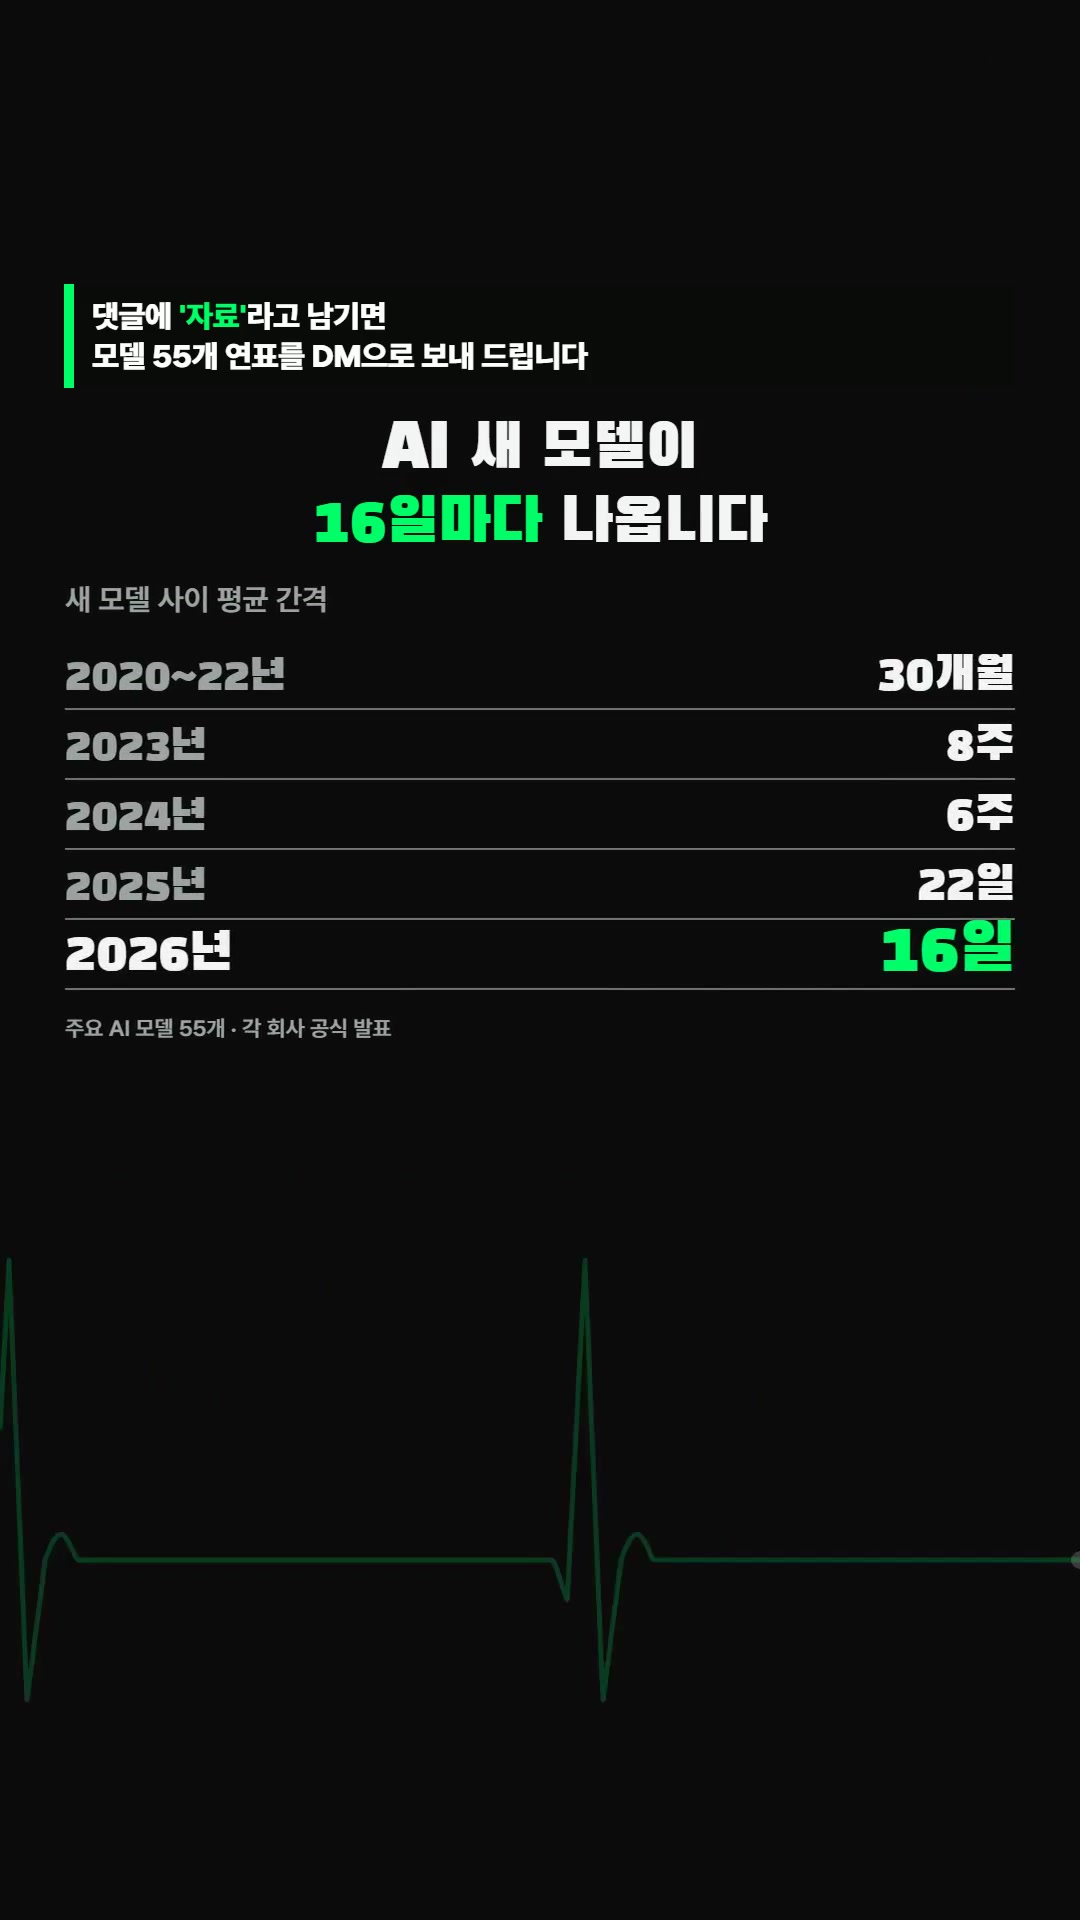 댓글에 '자료'라고 남기면
모델 55개 연표를 DM으로 보내 드립니다
AI 새 모델이
16일마다 나옵니다
새 모델 사이 평균 간격
2020~22년 30개월
2023년 8주
2024년 6주
2025년 22일
2026년 16일
주요 AI 모델 55개 · 각 회사 공식 발표